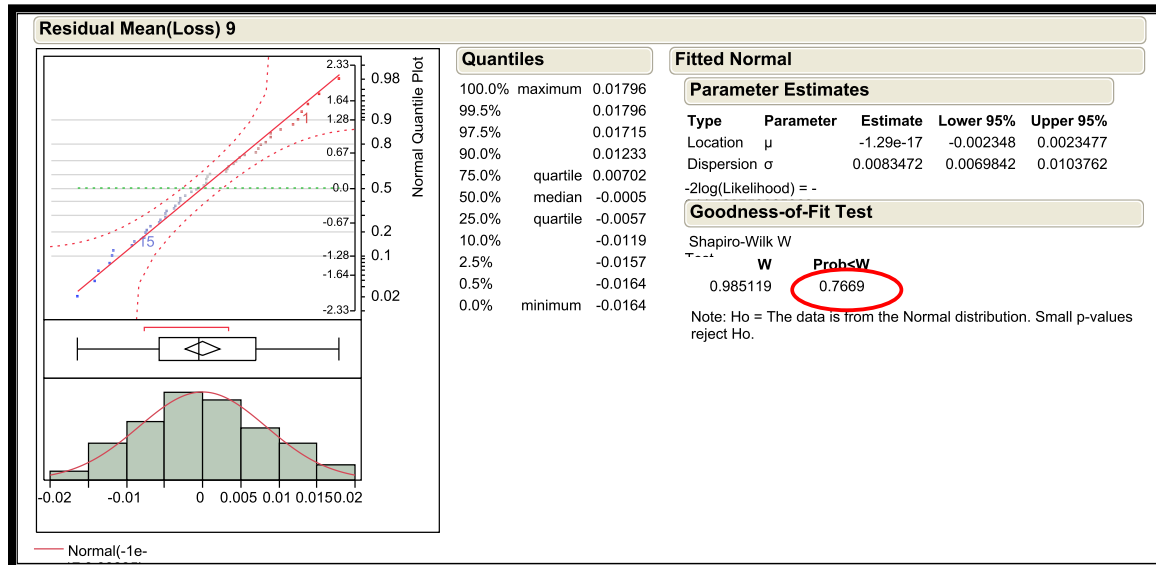 Residual Mean(Loss) 9
2.33
1.64
1.28
0.67
0.0
-0.67
-1.28
-1.64
-2.33
0.98
0.9
0.8
0.5
0.2
0.1
0.02
Normal Quantile Plot
1
15
-0.02 -0.01 0 0.005 0.01 0.0150.02
Normal(-1e-
Quantiles
100.0% maximum 0.01796
99.5% 0.01796
97.5% 0.01715
90.0% 0.01233
75.0% quartile 0.00702
50.0% median -0.0005
25.0% quartile -0.0057
10.0% -0.0119
2.5% -0.0157
0.5% -0.0164
0.0% minimum -0.0164
Fitted Normal
Parameter Estimates
Type Parameter Estimate Lower 95% Upper 95%
Location μ -1.29e-17 -0.002348 0.0023477
Dispersion σ 0.0083472 0.0069842 0.0103762
-2log(Likelihood) = -
Goodness-of-Fit Test
Shapiro-Wilk W
Test
W Prob<W
0.985119 0.7669
Note: Ho = The data is from the Normal distribution. Small p-values
reject Ho.